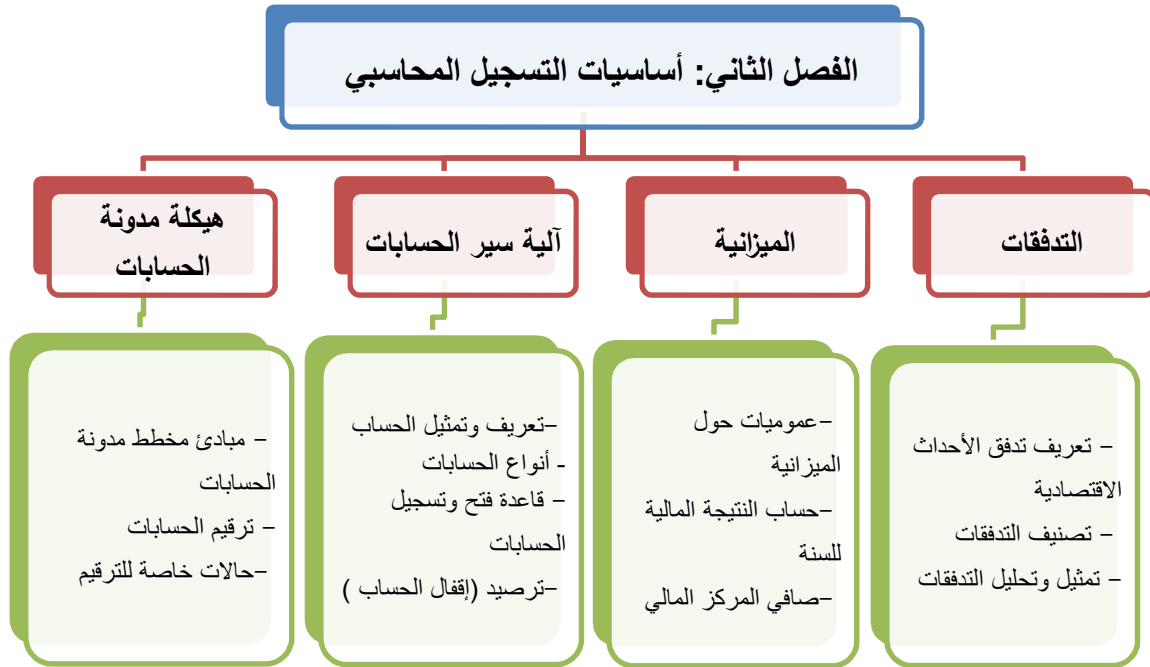 الفصل الثاني: أساسيات التسجيل المحاسبي
التدفقات
الميزانية
آلية سير الحسابات
هيكلة مدونة
الحسابات
– تعريف تدفق الأحداث
الاقتصادية
– تصنيف التدفقات
– تمثيل وتحليل التدفقات
–عموميات حول
الميزانية
–حساب النتيجة المالية
للسنة
–صافي المركز المالي
–تعريف وتمثيل الحساب
- أنواع الحسابات
– قاعدة فتح وتسجيل
الحسابات
–ترصيد (إقفال الحساب )
– مبادئ مخطط مدونة
الحسابات
– ترقيم الحسابات
–حالات خاصة للترقيم